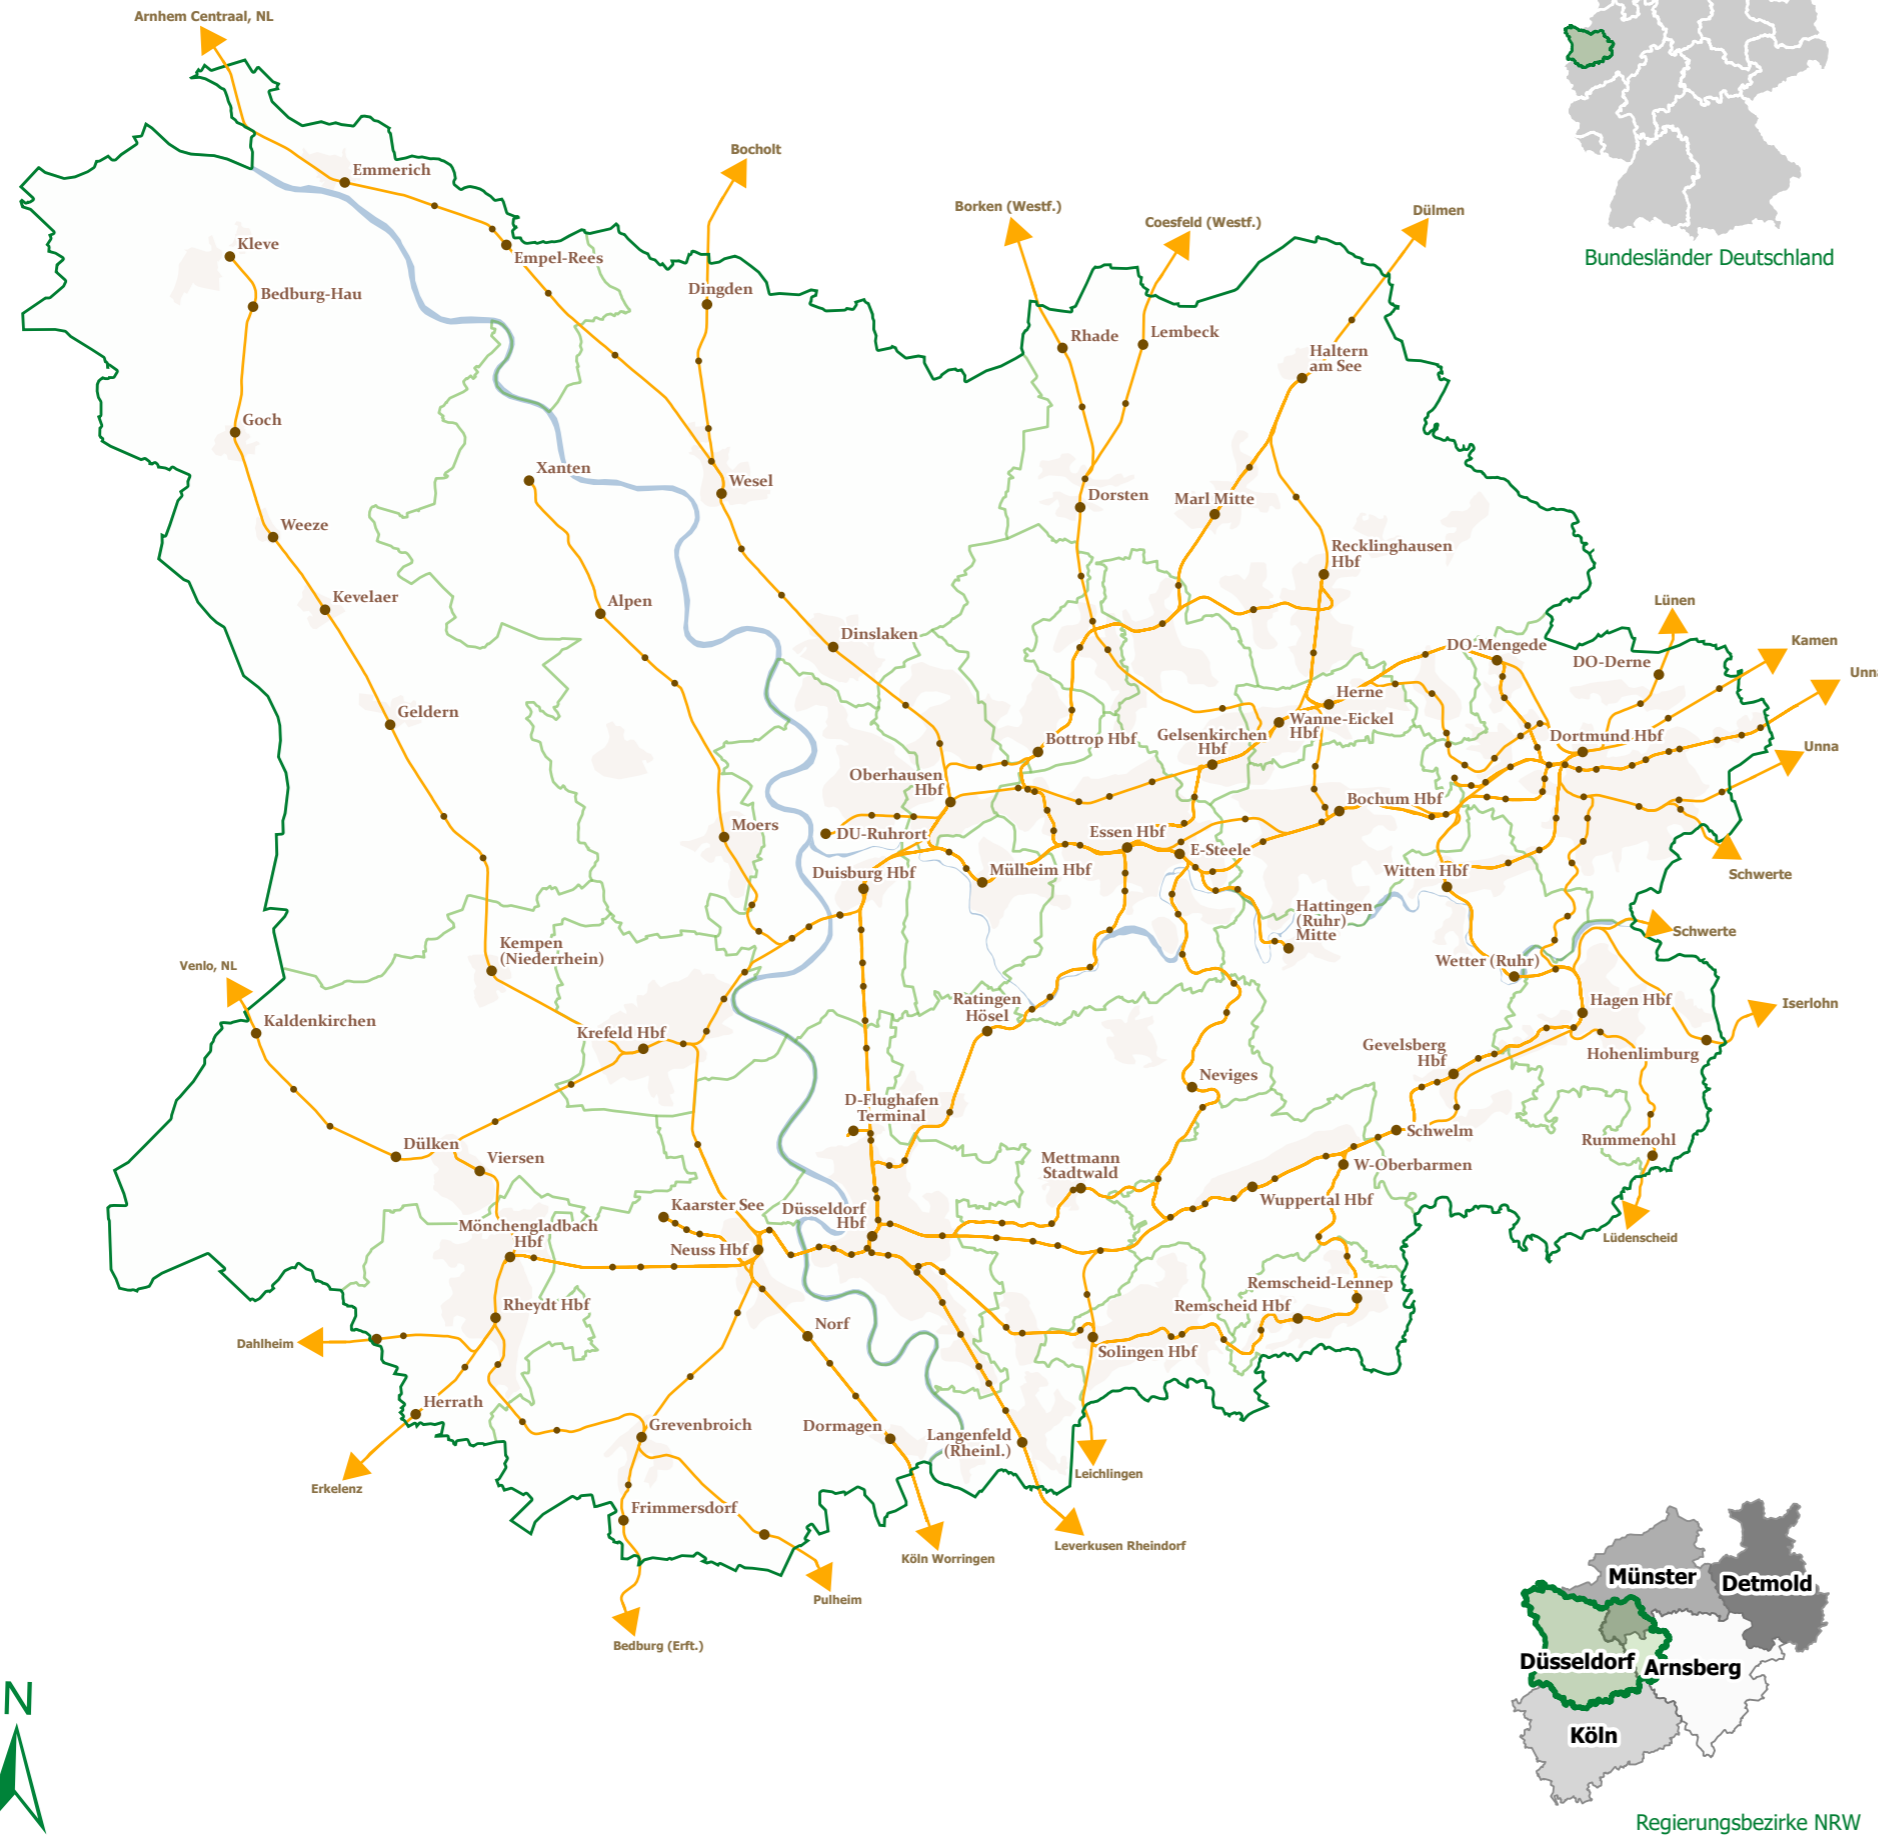 Arnhem Centraal, NL
Bocholt
Borken (Westf.)
Coesfeld (Westf.)
Dülmen
Bundesländer Deutschland
Emmerich
Kleve
Empel-Rees
Bedburg-Hau
Dingden
Rhade
Lembeck
Haltern
am See
Goch
Xanten
Wesel
Dorsten
Marl Mitte
Weeze
Recklinghausen
Hbf
Kevelaer
Alpen
Lünen
Dinslaken
Kamen
DO-Mengede
DO-Derne
Unna
Herne
Geldern
Wanne-Eickel
Hbf
Bottrop Hbf
Gelsenkirchen
Hbf
Dortmund Hbf
Unna
Oberhausen
Hbf
Bochum Hbf
Moers
DU-Ruhrort
Essen Hbf
E-Steele
Duisburg Hbf
Mülheim Hbf
Witten Hbf
Schwerte
Hattingen
(Ruhr)
Mitte
Schwerte
Kempen
(Niederrhein)
Venlo, NL
Wetter (Ruhr)
Ratingen
Hösel
Hagen Hbf
Iserlohn
Kaldenkirchen
Krefeld Hbf
Gevelsberg
Hbf
Hohenlimburg
Neviges
D-Flughafen
Terminal
Schwelm
Rummenohl
Dülken
Viersen
Mettmann
Stadtwald
W-Oberbarmen
Wuppertal Hbf
Kaarster See
Düsseldorf
Hbf
Mönchengladbach
Hbf
Neuss Hbf
Lüdenscheid
Remscheid-Lennep
Remscheid Hbf
Rheydt Hbf
Norf
Dahlheim
Solingen Hbf
Herrath
Grevenbroich
Dormagen
Langenfeld
(Rheinl.)
Leichlingen
Erkelenz
Frimmersdorf
Köln Worringen
Leverkusen Rheindorf
Pulheim
Bedburg (Erft.)
Münster
Detmold
Düsseldorf
Arnsberg
Köln
Regierungsbezirke NRW
N